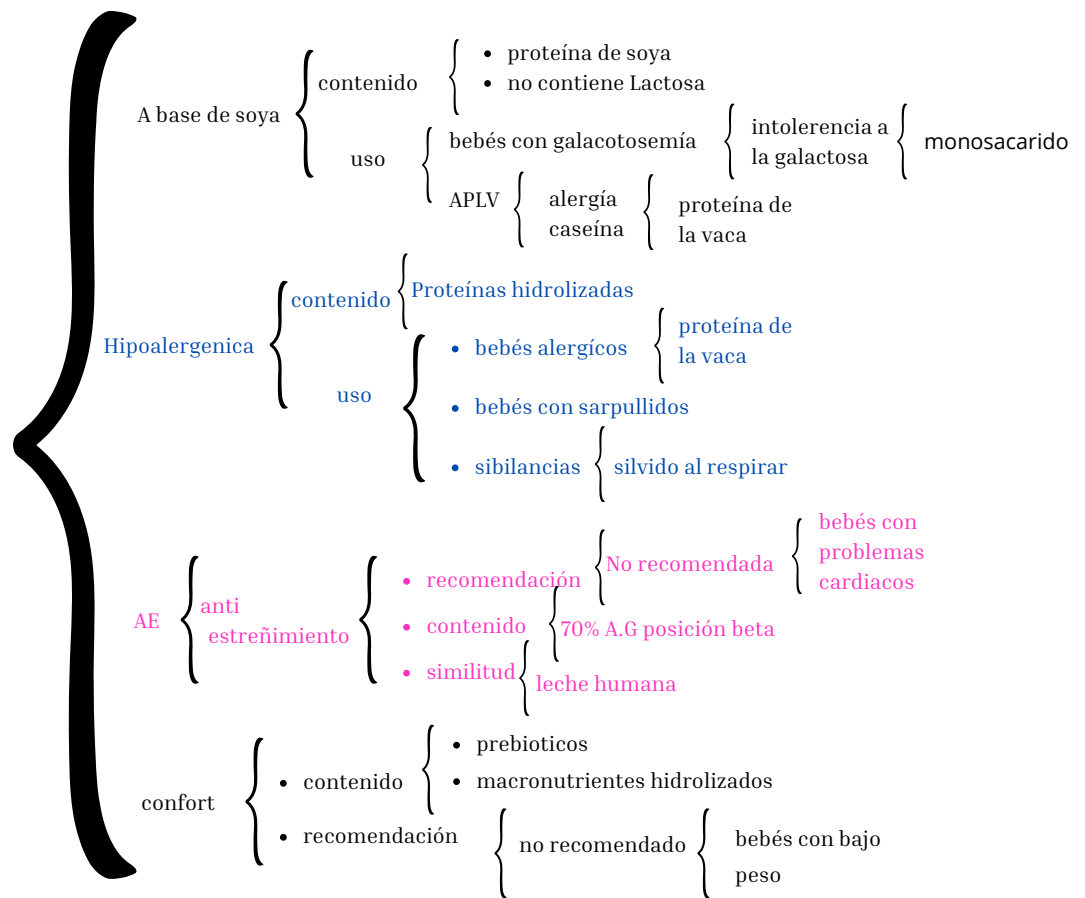 A base de soya
contenido
• proteína de soya
• no contiene Lactosa
uso
bebés con galacotosemía
intolerencia a
la galactosa
monosacarido
APLV
alergía
caseína
proteína de
la vaca
Hipoalergenica
contenido
Proteínas hidrolizadas
uso
• bebés alergícos
proteína de
la vaca
• bebés con sarpullidos
• sibilancias
silvido al respirar
AE
anti
estreñimiento
• recomendación
No recomendada
bebés con
problemas
cardiacos
• contenido
70% A.G posición beta
• similitud
leche humana
confort
• contenido
• prebioticos
• macronutrientes hidrolizados
• recomendación
no recomendado
bebés con bajo
peso